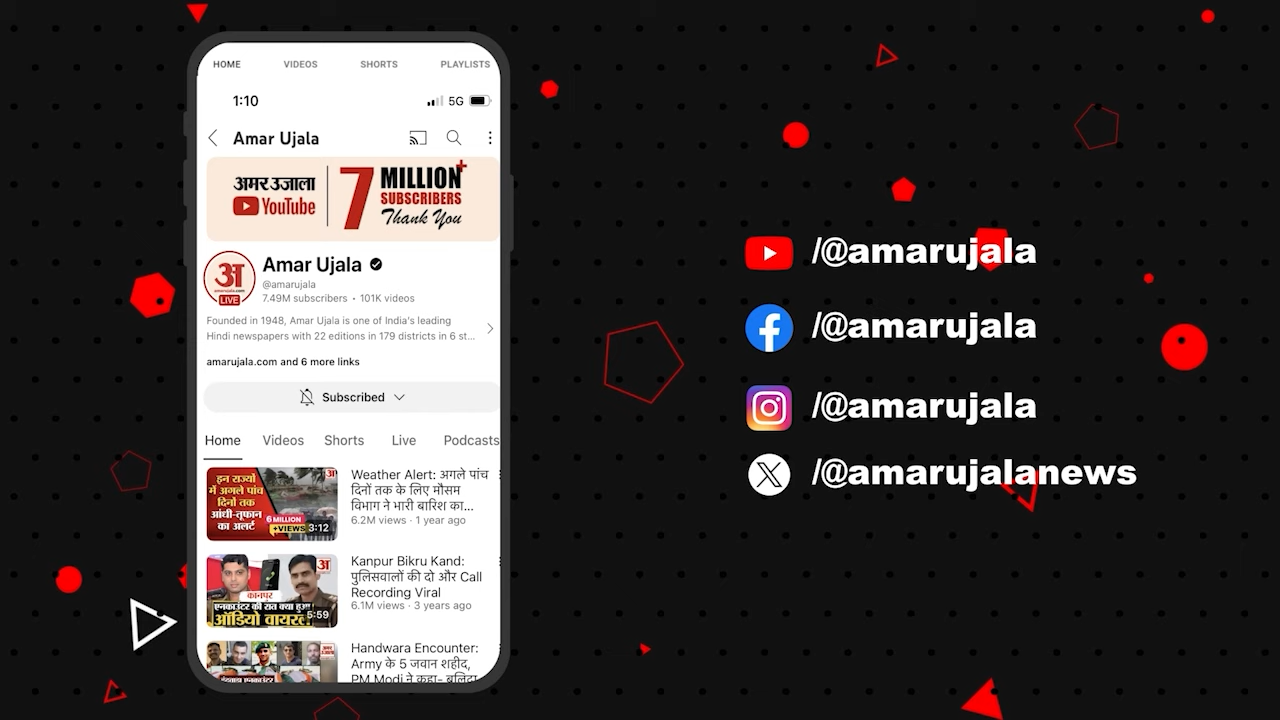 HOME VIDEOS SHORTS PLAYLISTS
1:10 5G
Amar Ujala
अमर उजाला
YouTube
7 MILLION+
SUBSCRIBERS
Thank You
अ
amarujala.com
LIVE
Amar Ujala
@amarujala
7.49M subscribers • 101K videos
Founded in 1948, Amar Ujala is one of India's leading
Hindi newspapers with 22 editions in 179 districts in 6 st...
amarujala.com and 6 more links
Subscribed
Home Videos Shorts Live Podcasts
हन राज्यों
में अगले पांच
दिनों तक
आंधी-तूफान
का अलर्ट
अ
6 MILLION
+VIEWS
3:12
Weather Alert: अगले पांच
दिनों तक के लिए मौसम
विभाग ने भारी बारिश का...
6.2M views · 1 year ago
अ
कानपुर
एनकाउंटर की रात क्या हुआ
ऑडियो वायरल
5:59
Kanpur Bikru Kand:
पुलिसवालों की दो और Call
Recording Viral
6.1M views · 3 years ago
Handwara Encounter:
Army के 5 जवान शहीद,
PM Modi ने कहा-
/@amarujala
/@amarujala
/@amarujala
/@amarujalanews